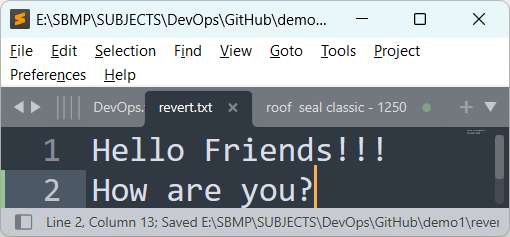 E:\SBMP\SUBJECTS\DevOps\GitHub\demo...
File Edit Selection Find View Goto Tools Project
Preferences Help
DevOps. revert.txt × roof seal classic - 1250
1 Hello Friends!!!
2 How are you?
Line 2, Column 13; Saved E:\SBMP\SUBJECTS\DevOps\GitHub\demo1\rever